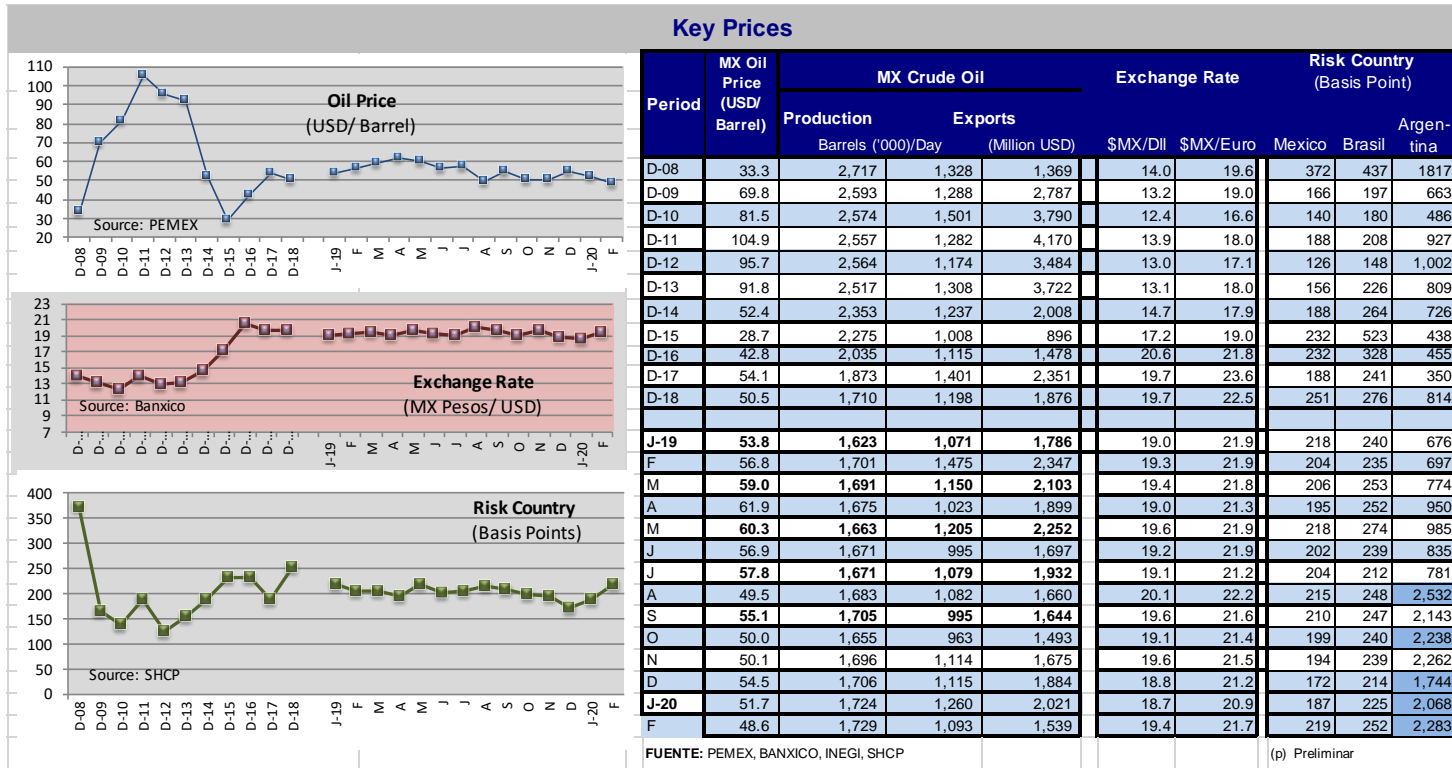 Key Prices
110
100
90
80
70
60
50
40
30
20
Oil Price
(USD/ Barrel)
Source: PEMEX
D-08 D-09 D-10 D-11 D-12 D-13 D-14 D-15 D-16 D-17 D-18 J-19 F M A M J J A S O N D J-20 F
23
21
19
17
15
13
11
9
7
Exchange Rate
(MX Pesos/ USD)
Source: Banxico
D-... D-... D-... D-... D-... D-... D-... D-... D-... D-... D-... J-19 F M A M J J A S O N D J-20 F
400
350
300
250
200
150
100
50
0
Risk Country
(Basis Points)
Source: SHCP
D-08 D-09 D-10 D-11 D-12 D-13 D-14 D-15 D-16 D-17 D-18 J-19 F M A M J J A S O N D J-20 F
Period
MX Oil
Price
(USD/
Barrel)
MX Crude Oil
Production Exports
Barrels ('000)/Day (Million USD)
Exchange Rate
$MX/Dll $MX/Euro
Risk Country
(Basis Point)
Mexico Brasil Argen-
tina
D-08 33.3 2,717 1,328 1,369 14.0 19.6 372 437 1817
D-09 69.8 2,593 1,288 2,787 13.2 19.0 166 197 663
D-10 81.5 2,574 1,501 3,790 12.4 16.6 140 180 486
D-11 104.9 2,557 1,282 4,170 13.9 18.0 188 208 927
D-12 95.7 2,564 1,174 3,484 13.0 17.1 126 148 1,002
D-13 91.8 2,517 1,308 3,722 13.1 18.0 156 226 809
D-14 52.4 2,353 1,237 2,008 14.7 17.9 188 264 726
D-15 28.7 2,275 1,008 896 17.2 19.0 232 523 438
D-16 42.8 2,035 1,115 1,478 20.6 21.8 232 328 455
D-17 54.1 1,873 1,401 2,351 19.7 23.6 188 241 350
D-18 50.5 1,710 1,198 1,876 19.7 22.5 251 276 814
J-19 53.8 1,623 1,071 1,786 19.0 21.9 218 240 676
F 56.8 1,701 1,475 2,347 19.3 21.9 204 235 697
M 59.0 1,691 1,150 2,103 19.4 21.8 206 253 774
A 61.9 1,675 1,023 1,899 19.0 21.3 195 252 950
M 60.3 1,663 1,205 2,252 19.6 21.9 218 274 985
J 56.9 1,671 995 1,697 19.2 21.9 202 239 835
J 57.8 1,671 1,079 1,932 19.1 21.2 204 212 781
A 49.5 1,683 1,082 1,660 20.1 22.2 215 248 2,532
S 55.1 1,705 995 1,644 19.6 21.6 210 247 2,143
O 50.0 1,655 963 1,493 19.1 21.4 199 240 2,238
N 50.1 1,696 1,114 1,675 19.6 21.5 194 239 2,262
D 54.5 1,706 1,115 1,884 18.8 21.2 172 214 1,744
J-20 51.7 1,724 1,260 2,021 18.7 20.9 187 225 2,068
F 48.6 1,729 1,093 1,539 19.4 21.7 219 252 2,283
FUENTE: PEMEX, BANXICO, INEGI, SHCP
(p) Preliminar